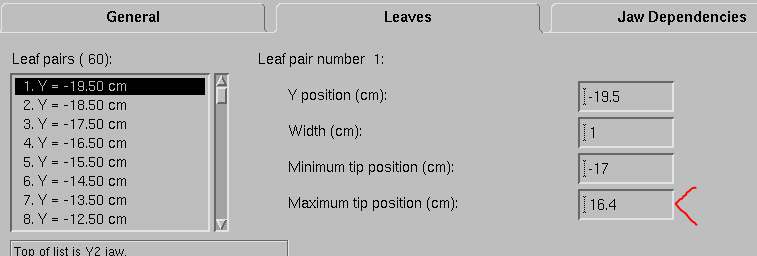 General Leaves Jaw Dependencies
Leaf pairs ( 60): Leaf pair number 1:
1. Y = -19.50 cm
2. Y = -18.50 cm
3. Y = -17.50 cm
4. Y = -16.50 cm
5. Y = -15.50 cm
6. Y = -14.50 cm
7. Y = -13.50 cm
8. Y = -12.50 cm
Y position (cm): -19.5
Width (cm): 1
Minimum tip position (cm): -17
Maximum tip position (cm): 16.4
Top of list is Y2 jaw.